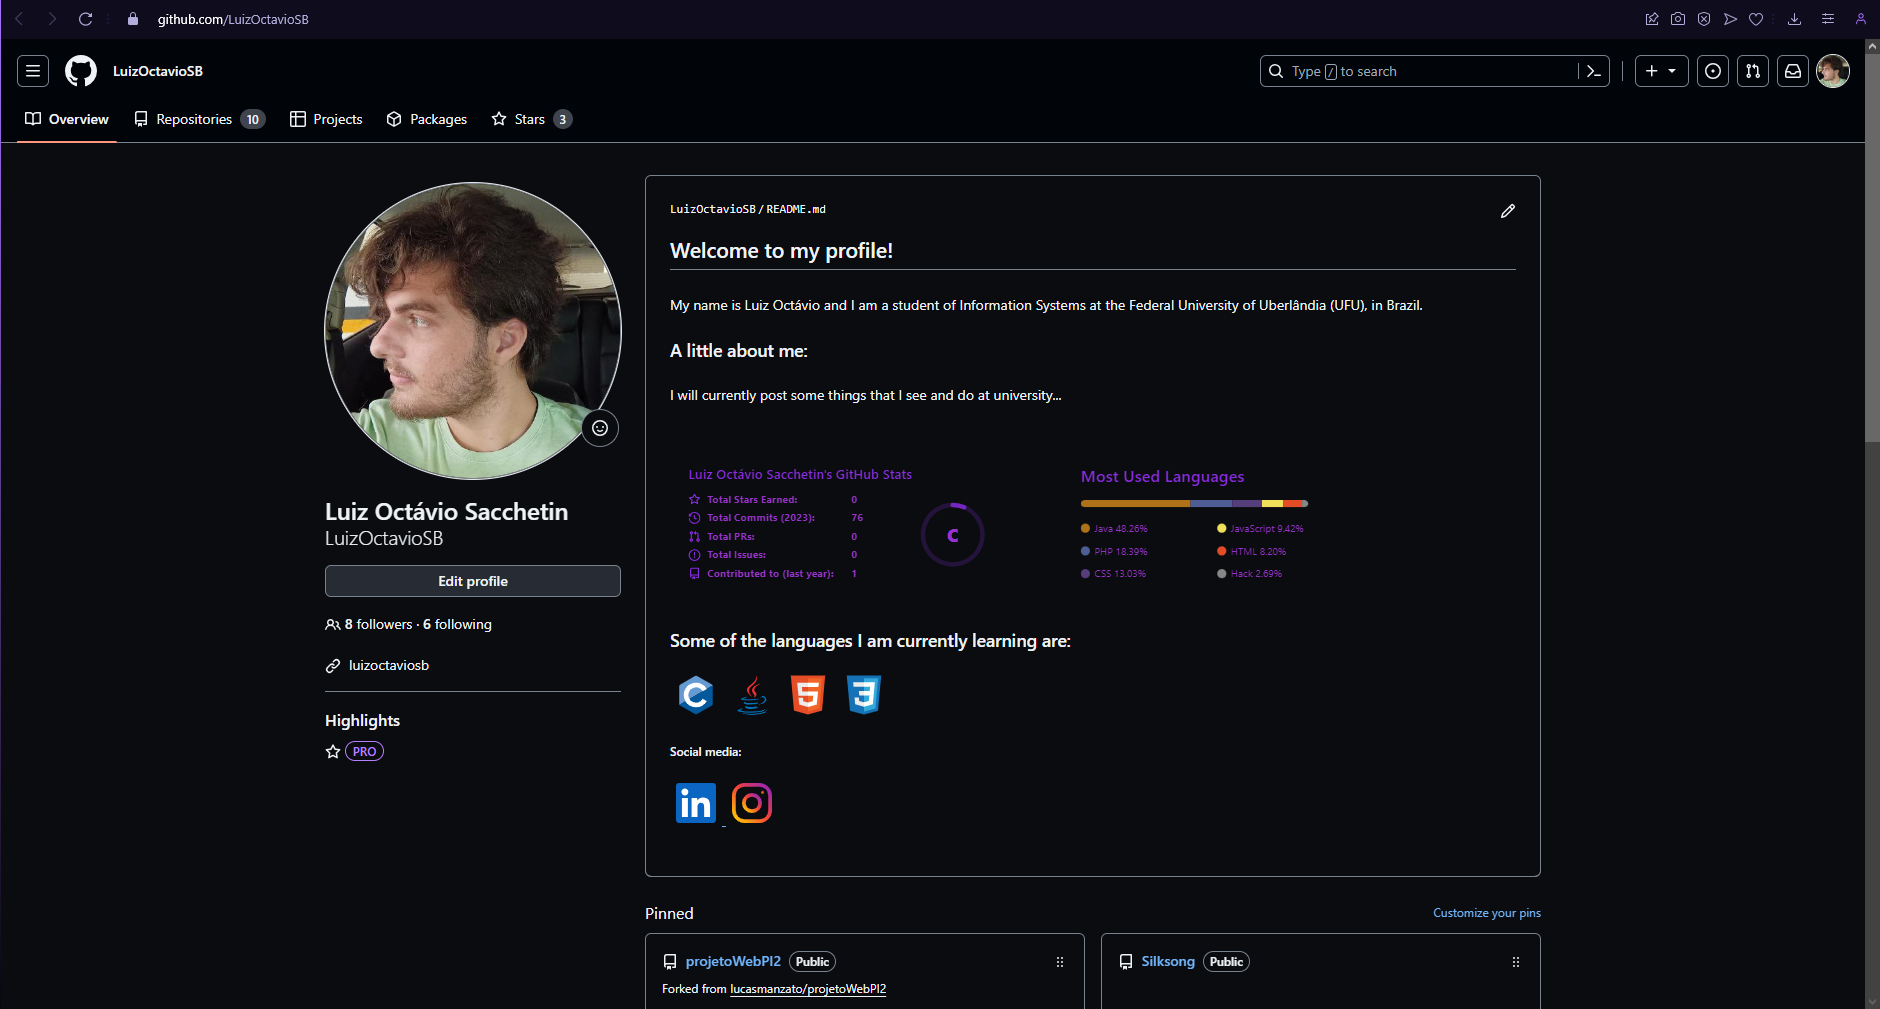 github.com/LuizOctavioSB
LuizOctavioSB
Type / to search
Overview
Repositories 10
Projects
Packages
Stars 3
LuizOctavioSB/README.md
Welcome to my profile!
My name is Luiz Octávio and I am a student of Information Systems at the Federal University of Uberlândia (UFU), in Brazil.
A little about me:
I will currently post some things that I see and do at university...
Luiz Octávio Sacchetin's GitHub Stats
Total Stars Earned: 0
Total Commits (2023): 76
Total PRs: 0
Total Issues: 0
Contributed to (last year): 1
C
Most Used Languages
Java 48.26%
JavaScript 9.42%
PHP 18.39%
HTML 8.20%
CSS 13.03%
Hack 2.69%
Luiz Octávio Sacchetin
LuizOctavioSB
Edit profile
8 followers · 6 following
luizoctaviosb
Highlights
PRO
Some of the languages I am currently learning are:
C
5
3
Social media:
in
Pinned
Customize your pins
projetoWebPI2 Public
Forked from lucasmanzato/projetoWebPI2
Silksong Public